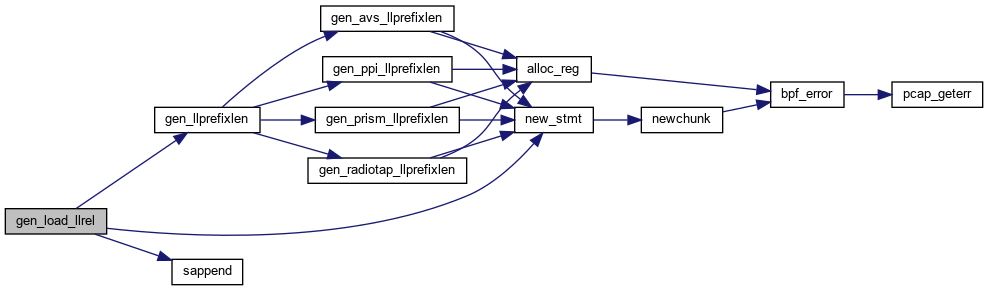 gen_avs_llprefixlen
gen_ppi_llprefixlen
alloc_reg
bpf_error
pcap_geterr
gen_llprefixlen
gen_prism_llprefixlen
new_stmt
newchunk
gen_radiotap_llprefixlen
gen_load_llrel
sappend